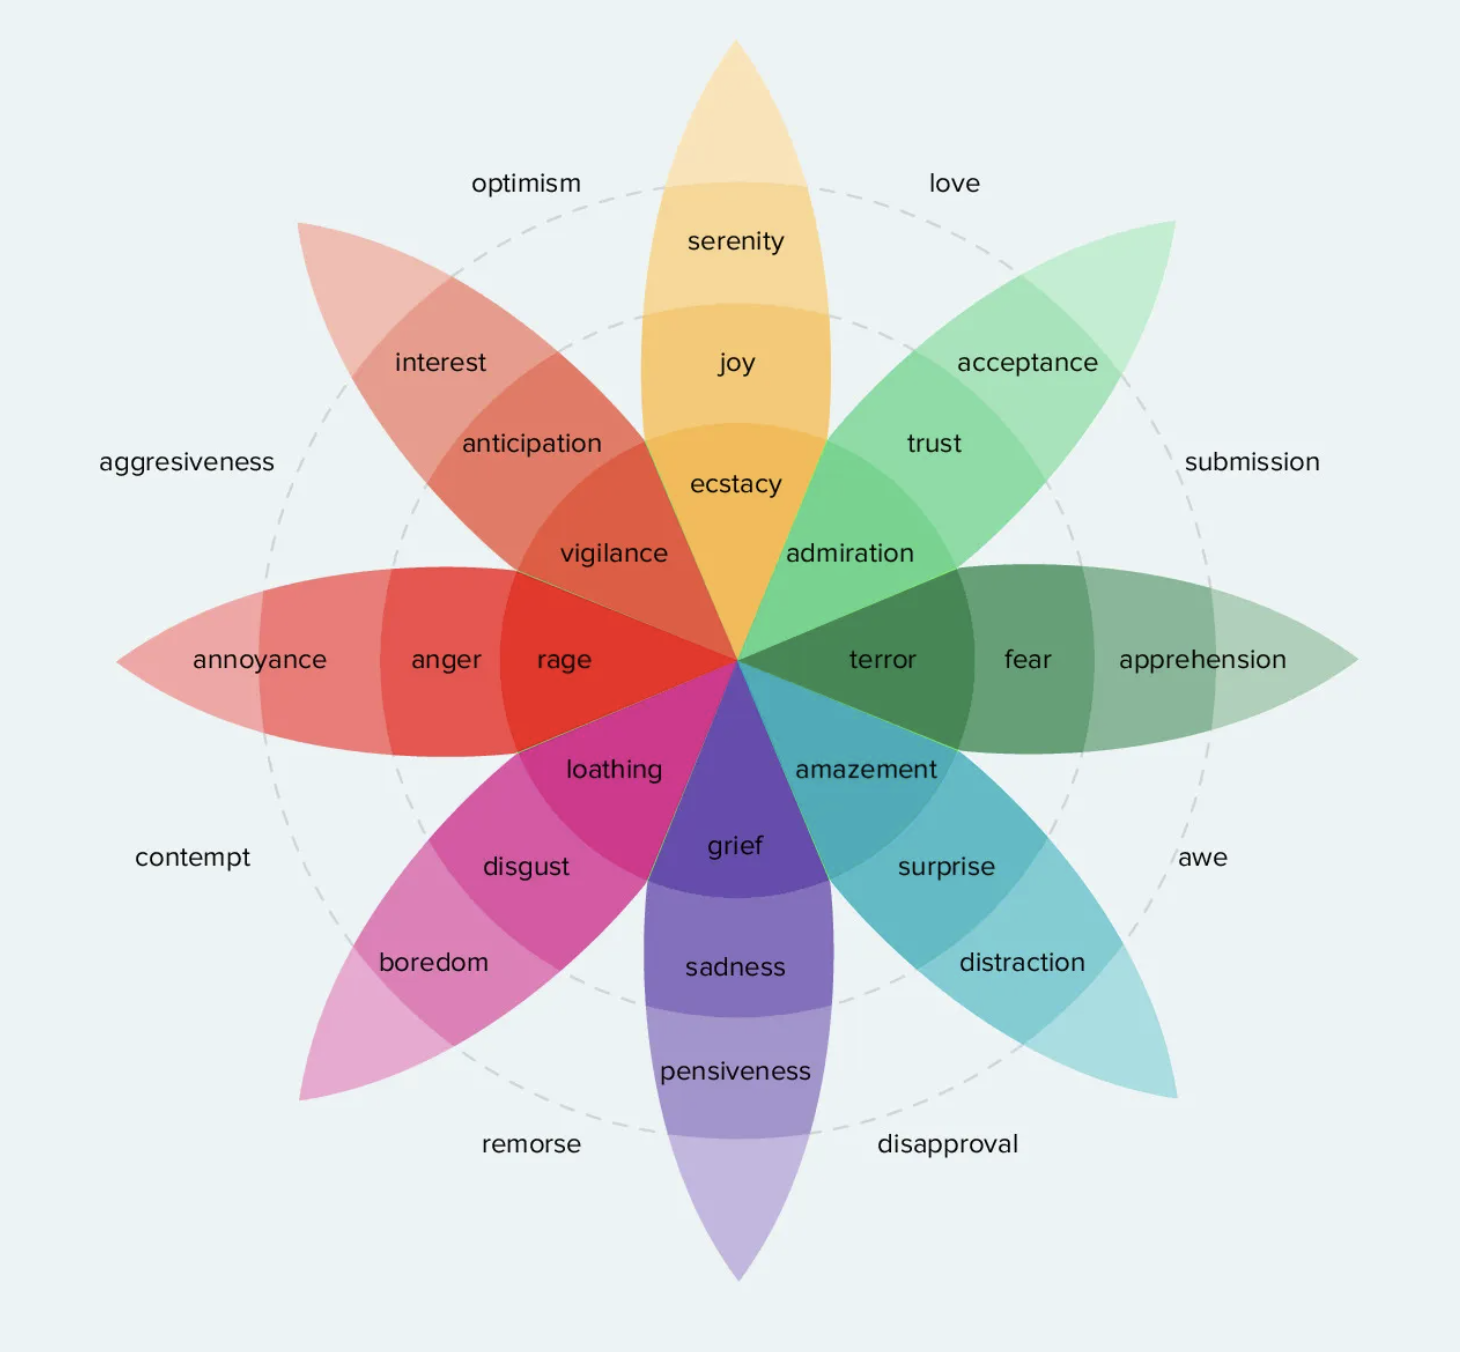 optimism
love
serenity
interest
joy
acceptance
anticipation
trust
aggresiveness
submission
ecstacy
vigilance
admiration
annoyance
anger
rage
terror
fear
apprehension
loathing
amazement
grief
contempt
awe
disgust
surprise
boredom
sadness
distraction
pensiveness
remorse
disapproval